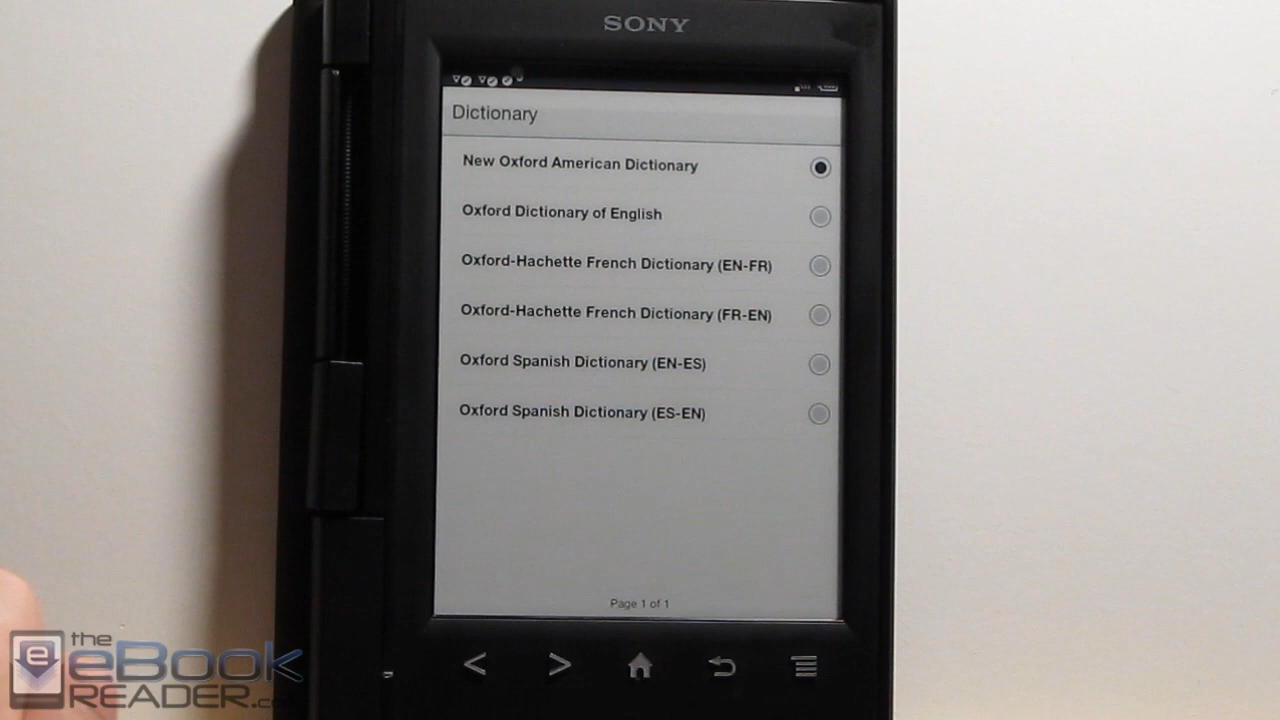 SONY
Dictionary
New Oxford American Dictionary
Oxford Dictionary of English
Oxford-Hachette French Dictionary (EN-FR)
Oxford-Hachette French Dictionary (FR-EN)
Oxford Spanish Dictionary (EN-ES)
Oxford Spanish Dictionary (ES-EN)
Page 1 of 1
the
eBook
READER.c